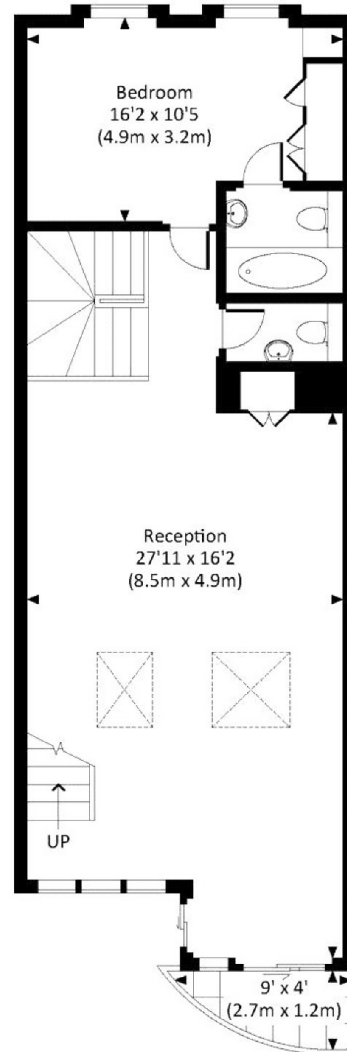 Bedroom
16'2 x 10'5
(4.9m x 3.2m)
Reception
27'11 x 16'2
(8.5m x 4.9m)
UP
9' x 4'
(2.7m x 1.2m)